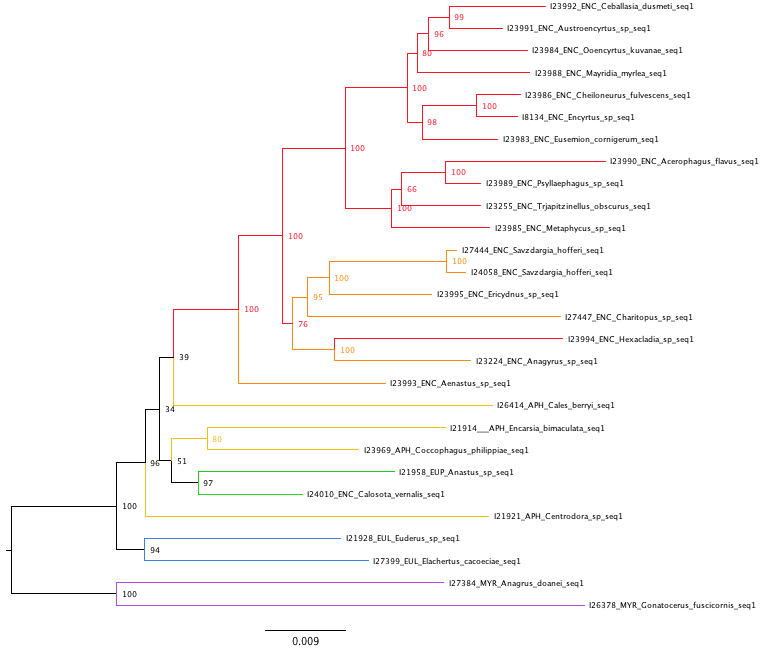 I23992_ENC_Ceballasia_dusmeti_seq1
99
I23991_ENC_Austroencyrtus_sp_seq1
96
I23984_ENC_Ooencyrtus_kuvanae_seq1
80
I23988_ENC_Mayridia_myrlea_seq1
100
I23986_ENC_Cheiloneurus_fulvescens_seq1
100
I8134_ENC_Encyrtus_sp_seq1
98
I23983_ENC_Eusemion_cornigerum_seq1
100
I23990_ENC_Acerophagus_flavus_seq1
100
I23989_ENC_Psyllaephagus_sp_seq1
66
I23255_ENC_Trjapitzinellus_obscurus_seq1
100
I23985_ENC_Metaphycus_sp_seq1
100
I27444_ENC_Savzdargia_hofferi_seq1
100
I24058_ENC_Savzdargia_hofferi_seq1
100
I23995_ENC_Ericydnus_sp_seq1
95
100
I27447_ENC_Charitopus_sp_seq1
76
I23994_ENC_Hexacladia_sp_seq1
100
I23224_ENC_Anagyrus_sp_seq1
39
I23993_ENC_Aenastus_sp_seq1
I26414_APH_Cales_berryi_seq1
34
I21914___APH_Encarsia_bimaculata_seq1
80
I23969_APH_Coccophagus_philippiae_seq1
96
51
I21958_EUP_Anastus_sp_seq1
97
I24010_ENC_Calosota_vernalis_seq1
100
I21921_APH_Centrodora_sp_seq1
I21928_EUL_Euderus_sp_seq1
94
I27399_EUL_Elachertus_cacoeciae_seq1
I27384_MYR_Anagrus_doanei_seq1
100
I26378_MYR_Gonatocerus_fuscicornis_seq1
0.009